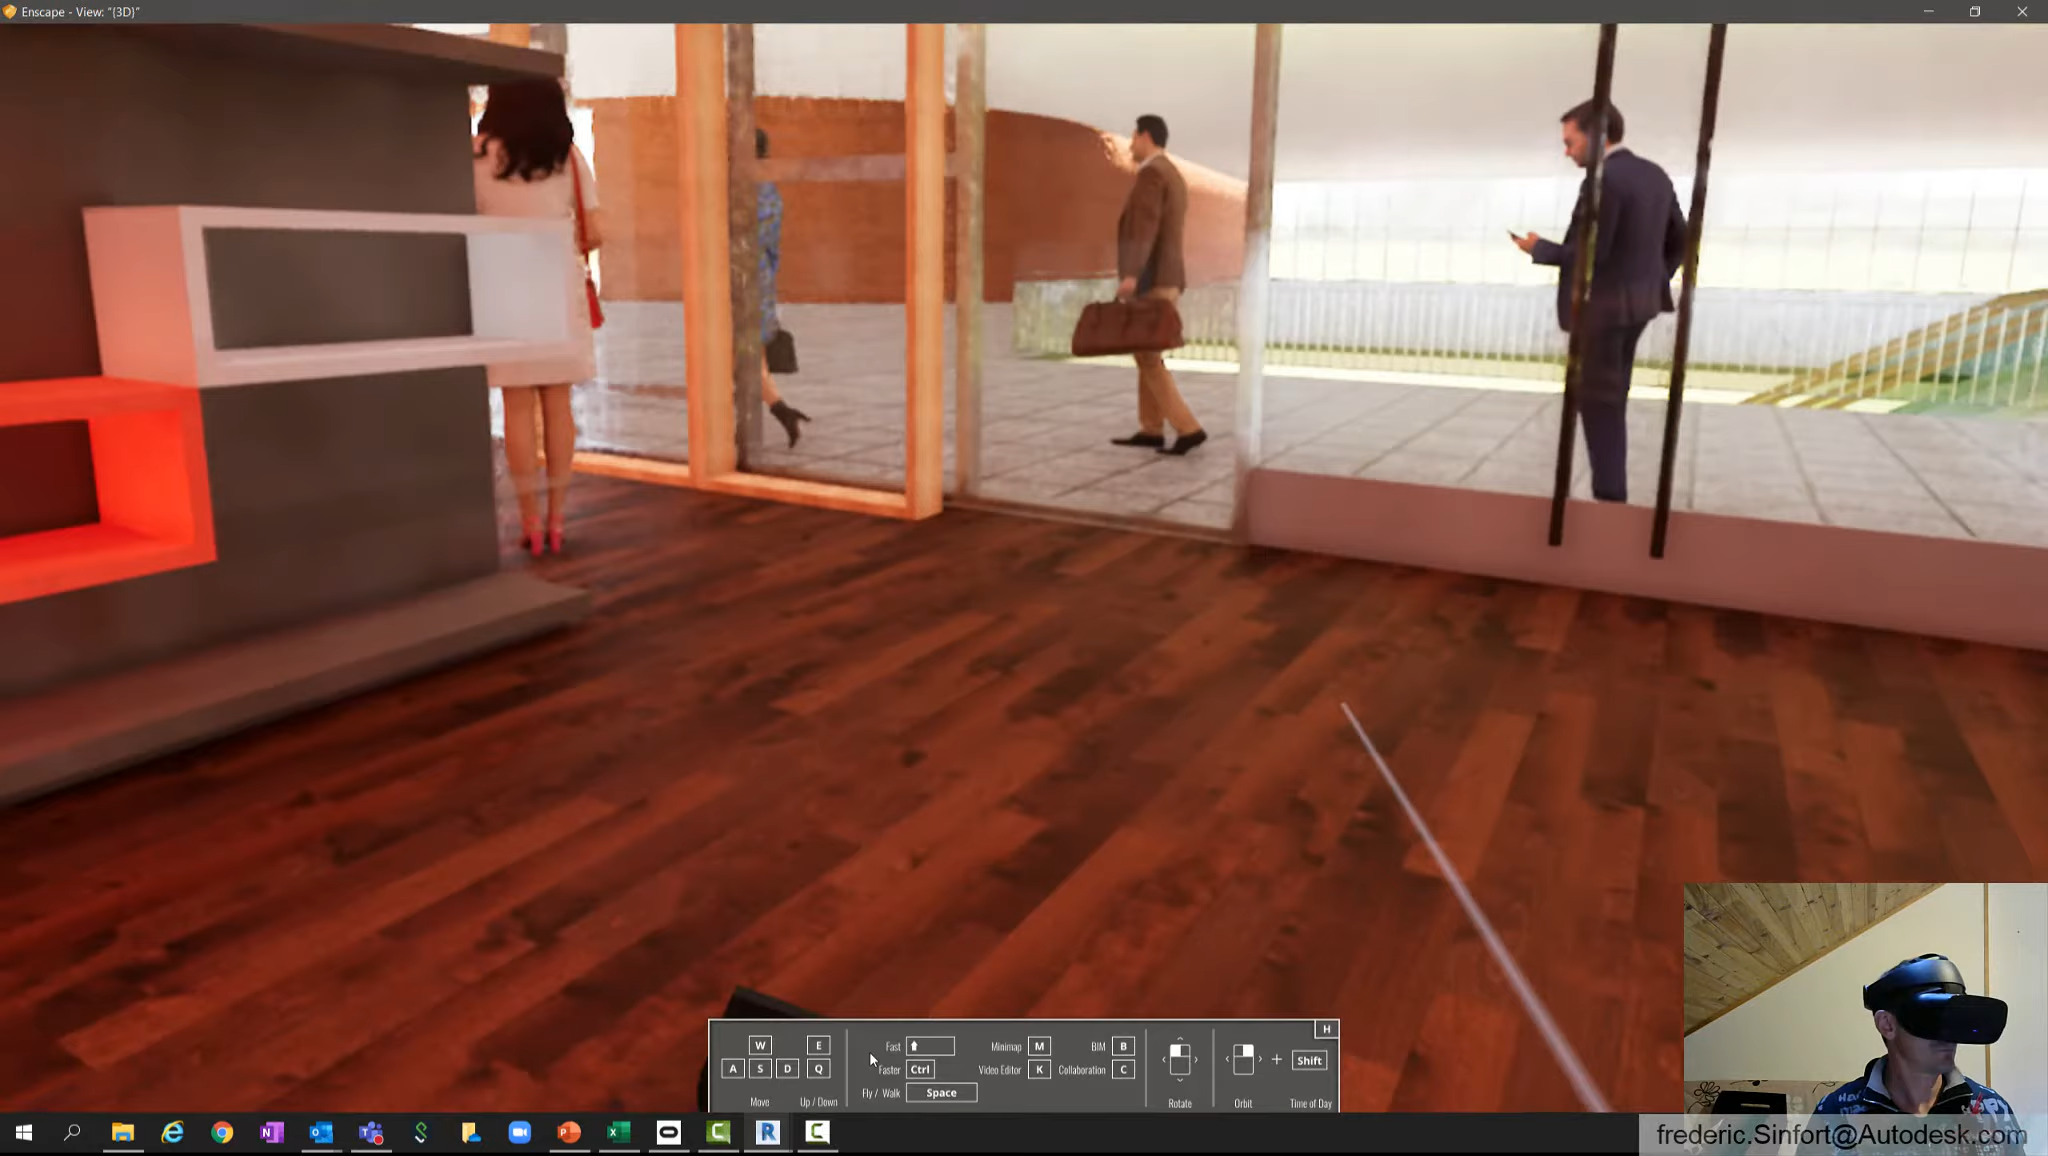 Enscape - View: "{3D}"
H
W E
A S D Q
Move Up / Down
Fast
Faster Ctrl
Fly / Walk Space
Minimap M BIM B
Video Editor K Collaboration C
Rotate
Orbit
+ Shift
Time of Day
frederic.Sinfort@Autodesk.com